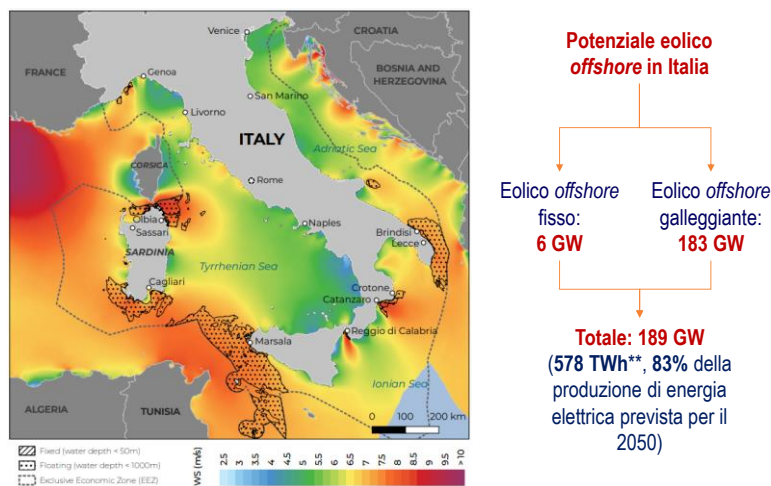 Venice
CROATIA
BOSNIA AND
HERZEGOVINA
FRANCE
Genoa
San Marino
Livorno
ITALY
Adriatic Sea
CORSICA
Rome
Olbia
Sassari
Naples
Brindisi
Lecce
SARDINIA
Tyrrhenian Sea
Cagliari
Crotone
Catanzaro
Reggio di Calabria
Marsala
Ionian Sea
ALGERIA
TUNISIA
0 100 200 km
Fixed (water depth < 50m)
Floating (water depth < 1000m)
Exclusive Economic Zone (EEZ)
WS (m/s)
2.5
3
3.5
4
4.5
5
5.5
6
6.5
7
7.5
8
8.5
9
9.5
10
> 10
Potenziale eolico
offshore in Italia
Eolico offshore
fisso:
6 GW
Eolico offshore
galleggiante:
183 GW
Totale: 189 GW
(578 TWh**, 83% della
produzione di energia
elettrica prevista per il
2050)